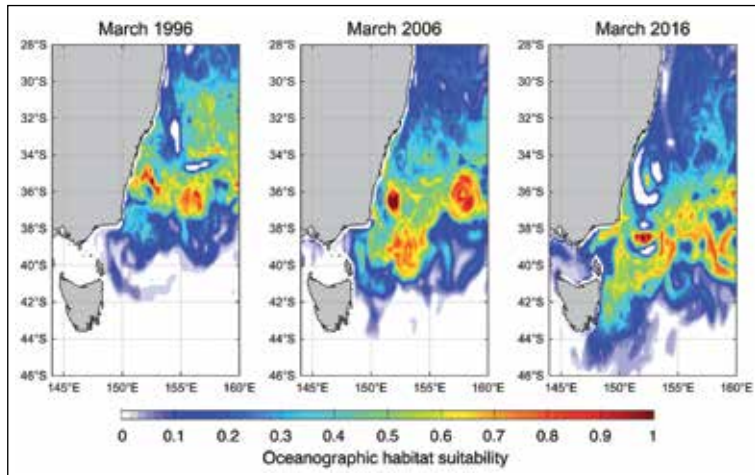 March 1996
March 2006
March 2016
28°S
30°S
32°S
34°S
36°S
38°S
40°S
42°S
44°S
46°S
145°E 150°E 155°E 160°E
28°S
30°S
32°S
34°S
36°S
38°S
40°S
42°S
44°S
46°S
145°E 150°E 155°E 160°E
28°S
30°S
32°S
34°S
36°S
38°S
40°S
42°S
44°S
46°S
145°E 150°E 155°E 160°E
0 0.1 0.2 0.3 0.4 0.5 0.6 0.7 0.8 0.9 1
Oceanographic habitat suitability